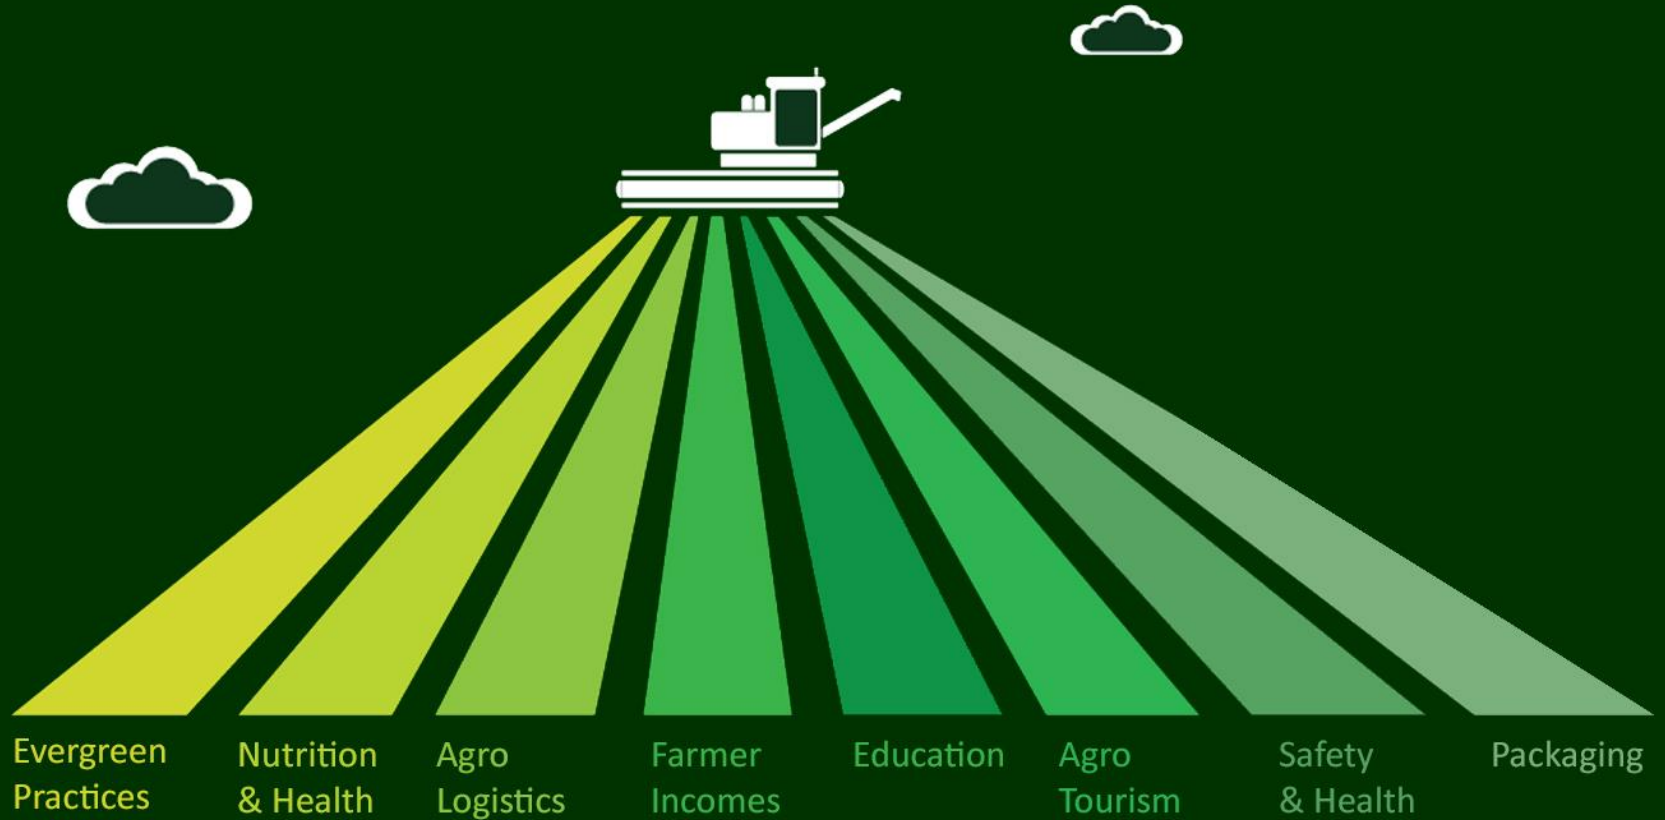 Evergreen
Practices
Nutrition
& Health
Agro
Logistics
Farmer
Incomes
Education
Agro
Tourism
Safety
& Health
Packaging